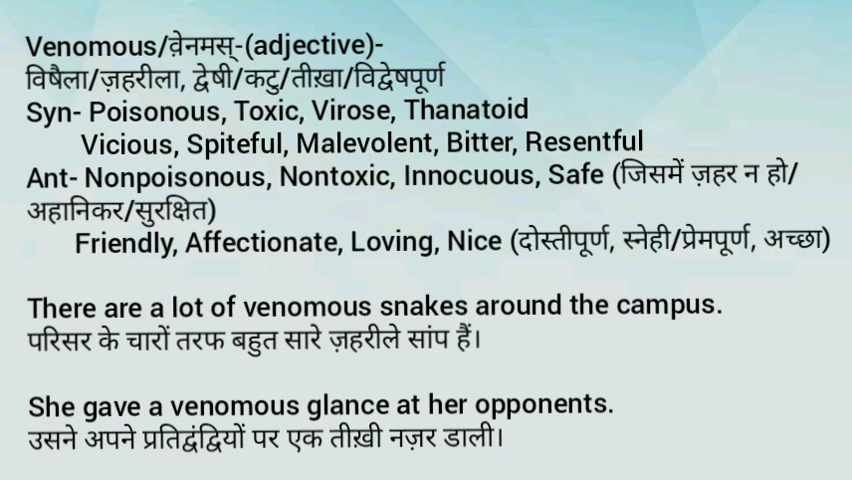 Venomous/व़ेनमस्-(adjective)-
विषैला/ज़हरीला, द्वेषी/कटु/तीख़ा/विद्वेषपूर्ण
Syn- Poisonous, Toxic, Virose, Thanatoid
Vicious, Spiteful, Malevolent, Bitter, Resentful
Ant- Nonpoisonous, Nontoxic, Innocuous, Safe (जिसमें ज़हर न हो/
अहानिकर/सुरक्षित)
Friendly, Affectionate, Loving, Nice (दोस्तीपूर्ण, स्नेही/प्रेमपूर्ण, अच्छा)
There are a lot of venomous snakes around the campus.
परिसर के चारों तरफ बहुत सारे ज़हरीले सांप हैं।
She gave a venomous glance at her opponents.
उसने अपने प्रतिद्वंद्वियों पर एक तीख़ी नज़र डाली।